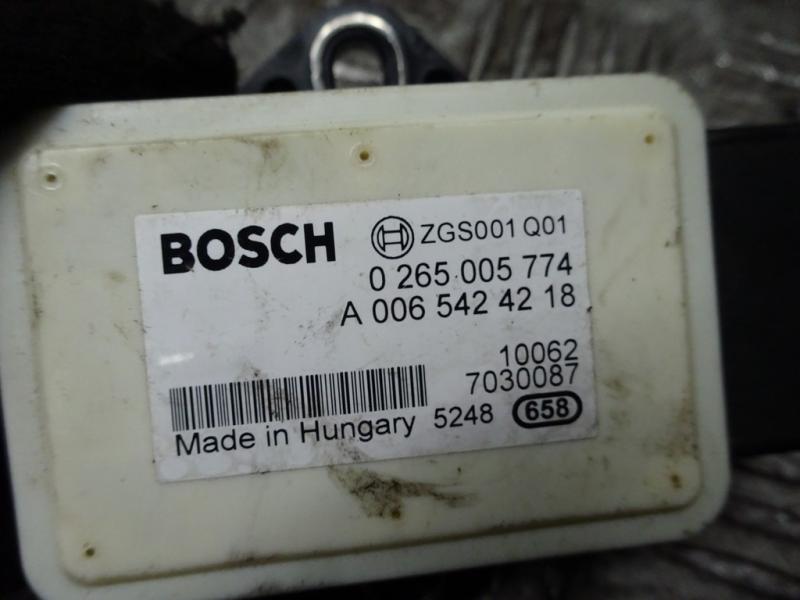 BOSCH ZGS001 Q01
0 265 005 774
A 006 542 42 18
10062
7030087
Made in Hungary 5248 658